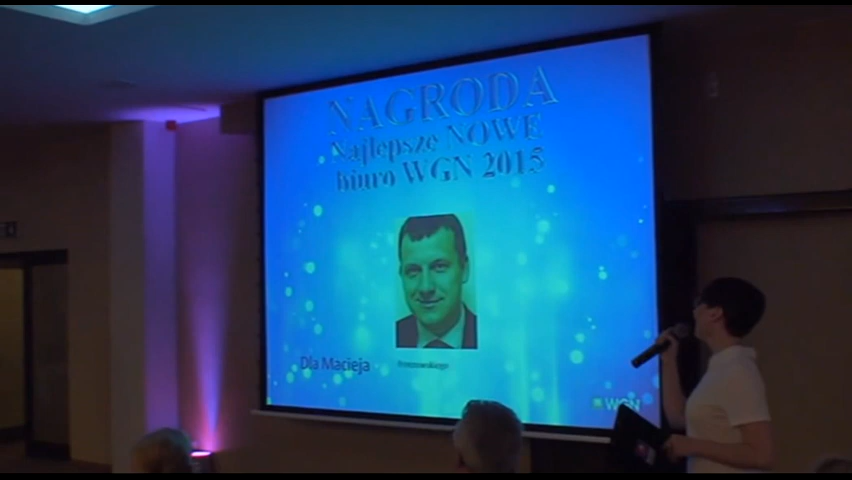 NAGRODA
Najlepsze NOWE
biuro WGN 2015
Dla Macieja
WGN